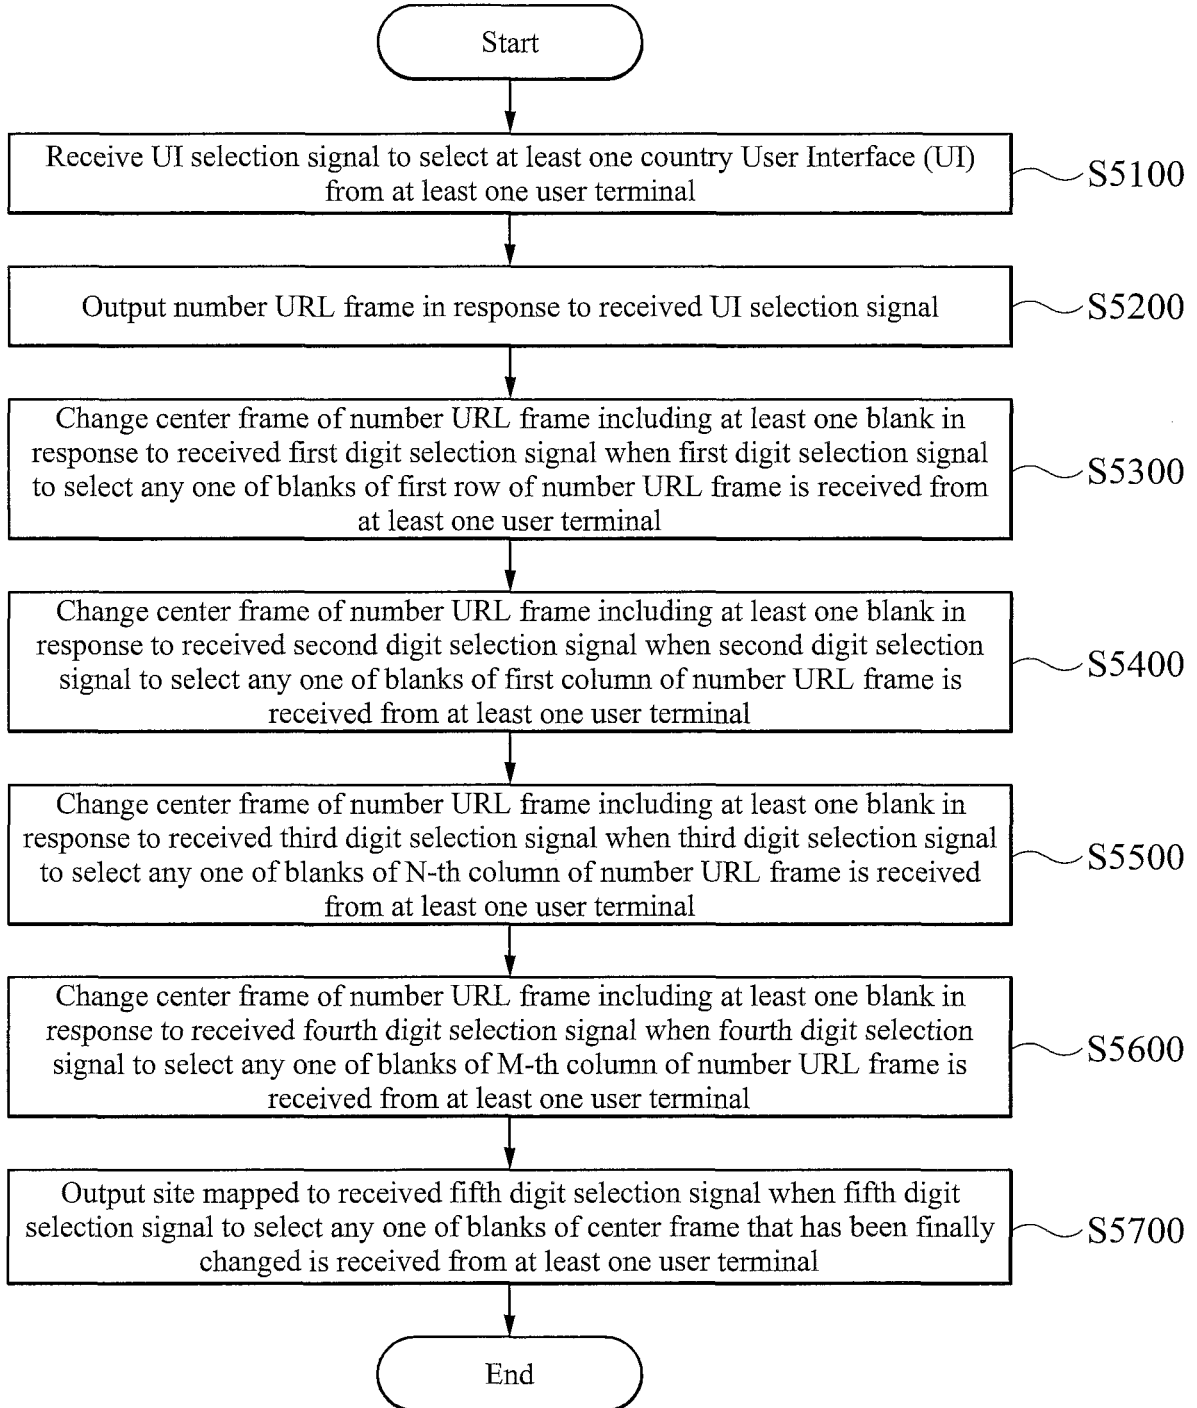 Start
Receive UI selection signal to select at least one country User Interface (UI)
from at least one user terminal
S5100
Output number URL frame in response to received UI selection signal
S5200
Change center frame of number URL frame including at least one blank in
response to received first digit selection signal when first digit selection signal
to select any one of blanks of first row of number URL frame is received from
at least one user terminal
S5300
Change center frame of number URL frame including at least one blank in
response to received second digit selection signal when second digit selection
signal to select any one of blanks of first column of number URL frame is
received from at least one user terminal
S5400
Change center frame of number URL frame including at least one blank in
response to received third digit selection signal when third digit selection signal
to select any one of blanks of N-th column of number URL frame is received
from at least one user terminal
S5500
Change center frame of number URL frame including at least one blank in
response to received fourth digit selection signal when fourth digit selection
signal to select any one of blanks of M-th column of number URL frame is
received from at least one user terminal
S5600
Output site mapped to received fifth digit selection signal when fifth digit
selection signal to select any one of blanks of center frame that has been finally
changed is received from at least one user terminal
S5700
End